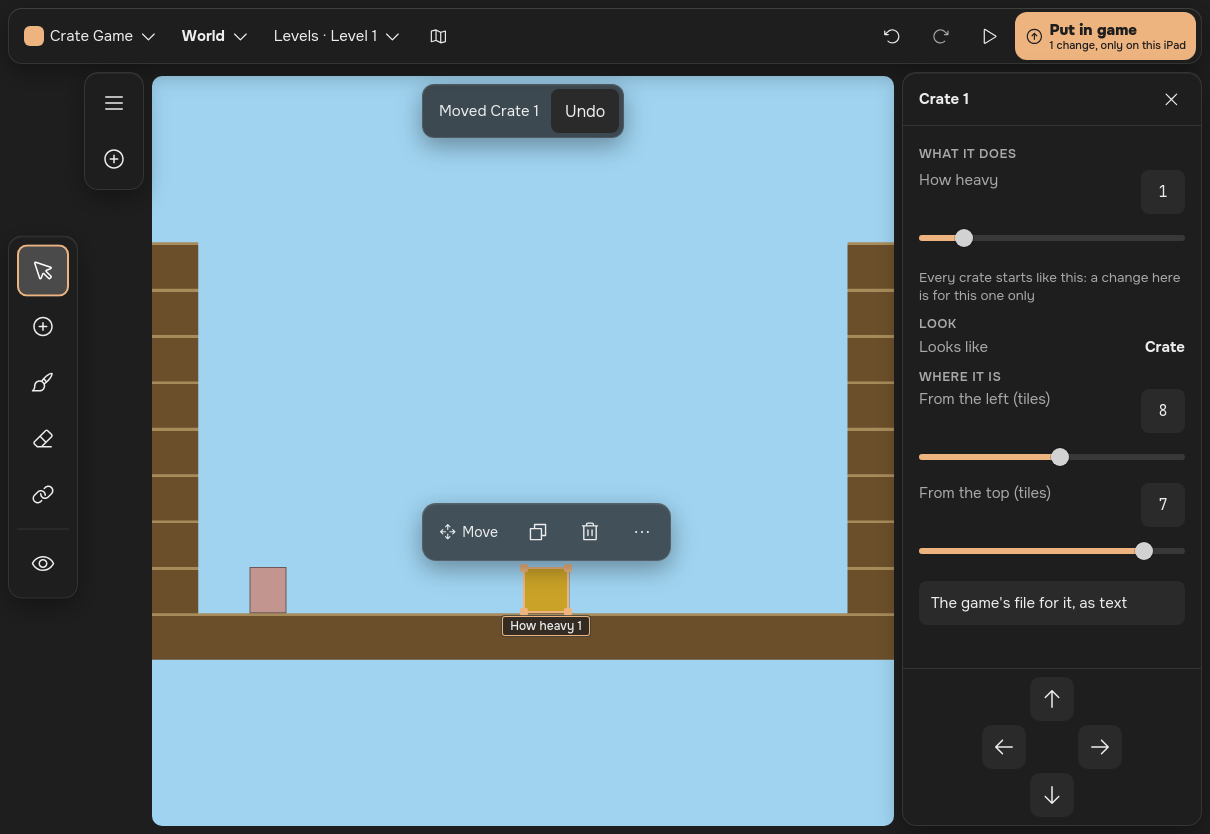 Crate Game
World
Levels · Level 1
Put in game
1 change, only on this iPad
Moved Crate 1
Undo
Move
How heavy 1
Crate 1
WHAT IT DOES
How heavy
1
Every crate starts like this: a change here
is for this one only
LOOK
Looks like
Crate
WHERE IT IS
From the left (tiles)
8
From the top (tiles)
7
The game's file for it, as text